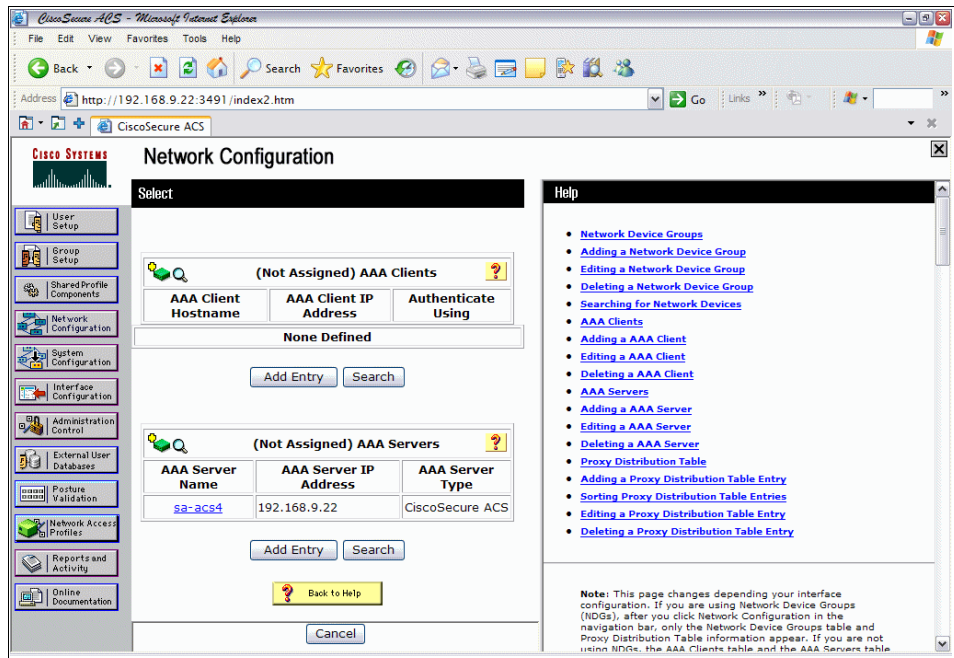 CiscoSecure ACS - Microsoft Internet Explorer
File Edit View Favorites Tools Help
Back Search Favorites
Address http://192.168.9.22:3491/index2.htm Go Links »
CiscoSecure ACS
CISCO SYSTEMS
Network Configuration
User Setup
Group Setup
Shared Profile Components
Network Configuration
System Configuration
Interface Configuration
Administration Control
External User Databases
Posture Validation
Network Access Profiles
Reports and Activity
Online Documentation
Select
(Not Assigned) AAA Clients ?
AAA Client Hostname
AAA Client IP Address
Authenticate Using
None Defined
Add Entry Search
(Not Assigned) AAA Servers ?
AAA Server Name
AAA Server IP Address
AAA Server Type
sa-acs4 192.168.9.22 CiscoSecure ACS
Add Entry Search
? Back to Help
Cancel
Help
Network Device Groups
Adding a Network Device Group
Editing a Network Device Group
Deleting a Network Device Group
Searching for Network Devices
AAA Clients
Adding a AAA Client
Editing a AAA Client
Deleting a AAA Client
AAA Servers
Adding a AAA Server
Editing a AAA Server
Deleting a AAA Server
Proxy Distribution Table
Adding a Proxy Distribution Table Entry
Sorting Proxy Distribution Table Entries
Editing a Proxy Distribution Table Entry
Deleting a Proxy Distribution Table Entry
Note: This page changes depending your interface
configuration. If you are using Network Device Groups
(NDGs), after you click Network Configuration in the
navigation bar, only the Network Device Groups table and
Proxy Distribution Table information appear. If you are not
using NDGs, the AAA Clients table and the AAA Servers table